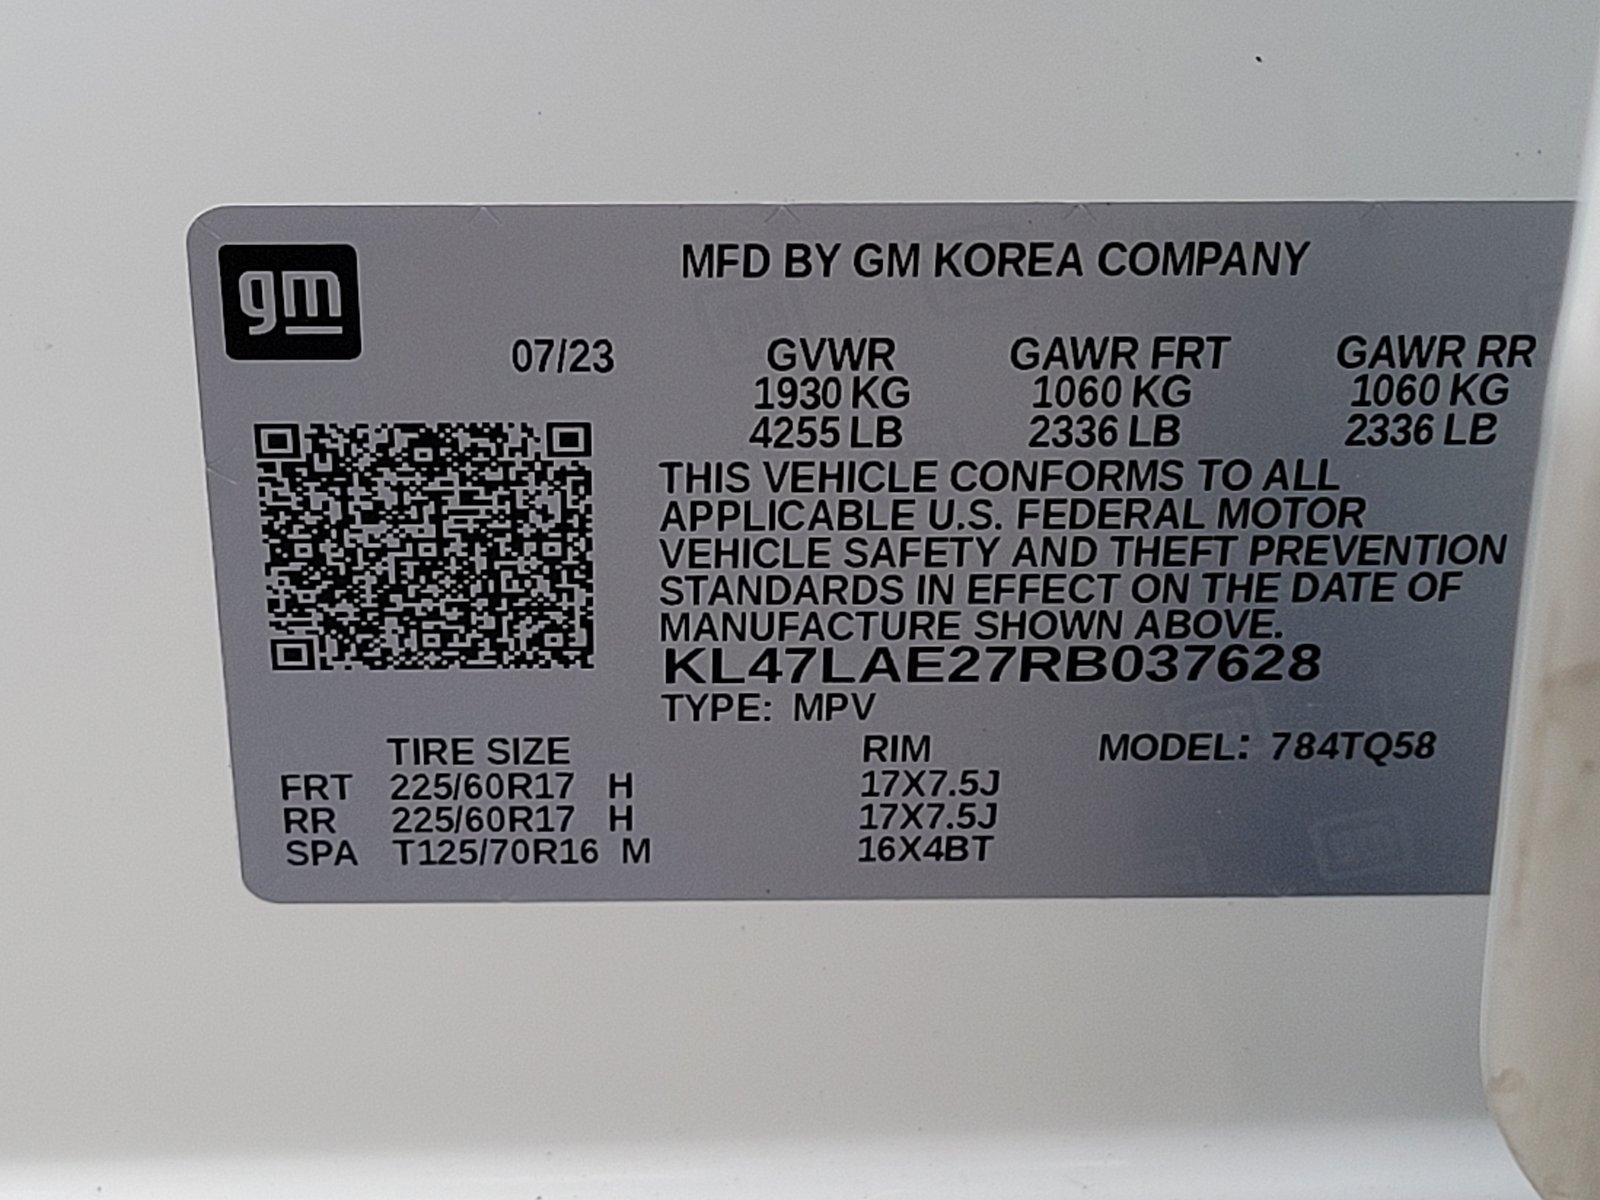 gm
MFD BY GM KOREA COMPANY
07/23 GVWR GAWR FRT GAWR RR
1930 KG 1060 KG 1060 KG
4255 LB 2336 LB 2336 LB
THIS VEHICLE CONFORMS TO ALL
APPLICABLE U.S. FEDERAL MOTOR
VEHICLE SAFETY AND THEFT PREVENTION
STANDARDS IN EFFECT ON THE DATE OF
MANUFACTURE SHOWN ABOVE.
KL47LAE27RB037628
TYPE: MPV
TIRE SIZE RIM MODEL: 784TQ58
FRT 225/60R17 H 17X7.5J
RR 225/60R17 H 17X7.5J
SPA T125/70R16 M 16X4BT